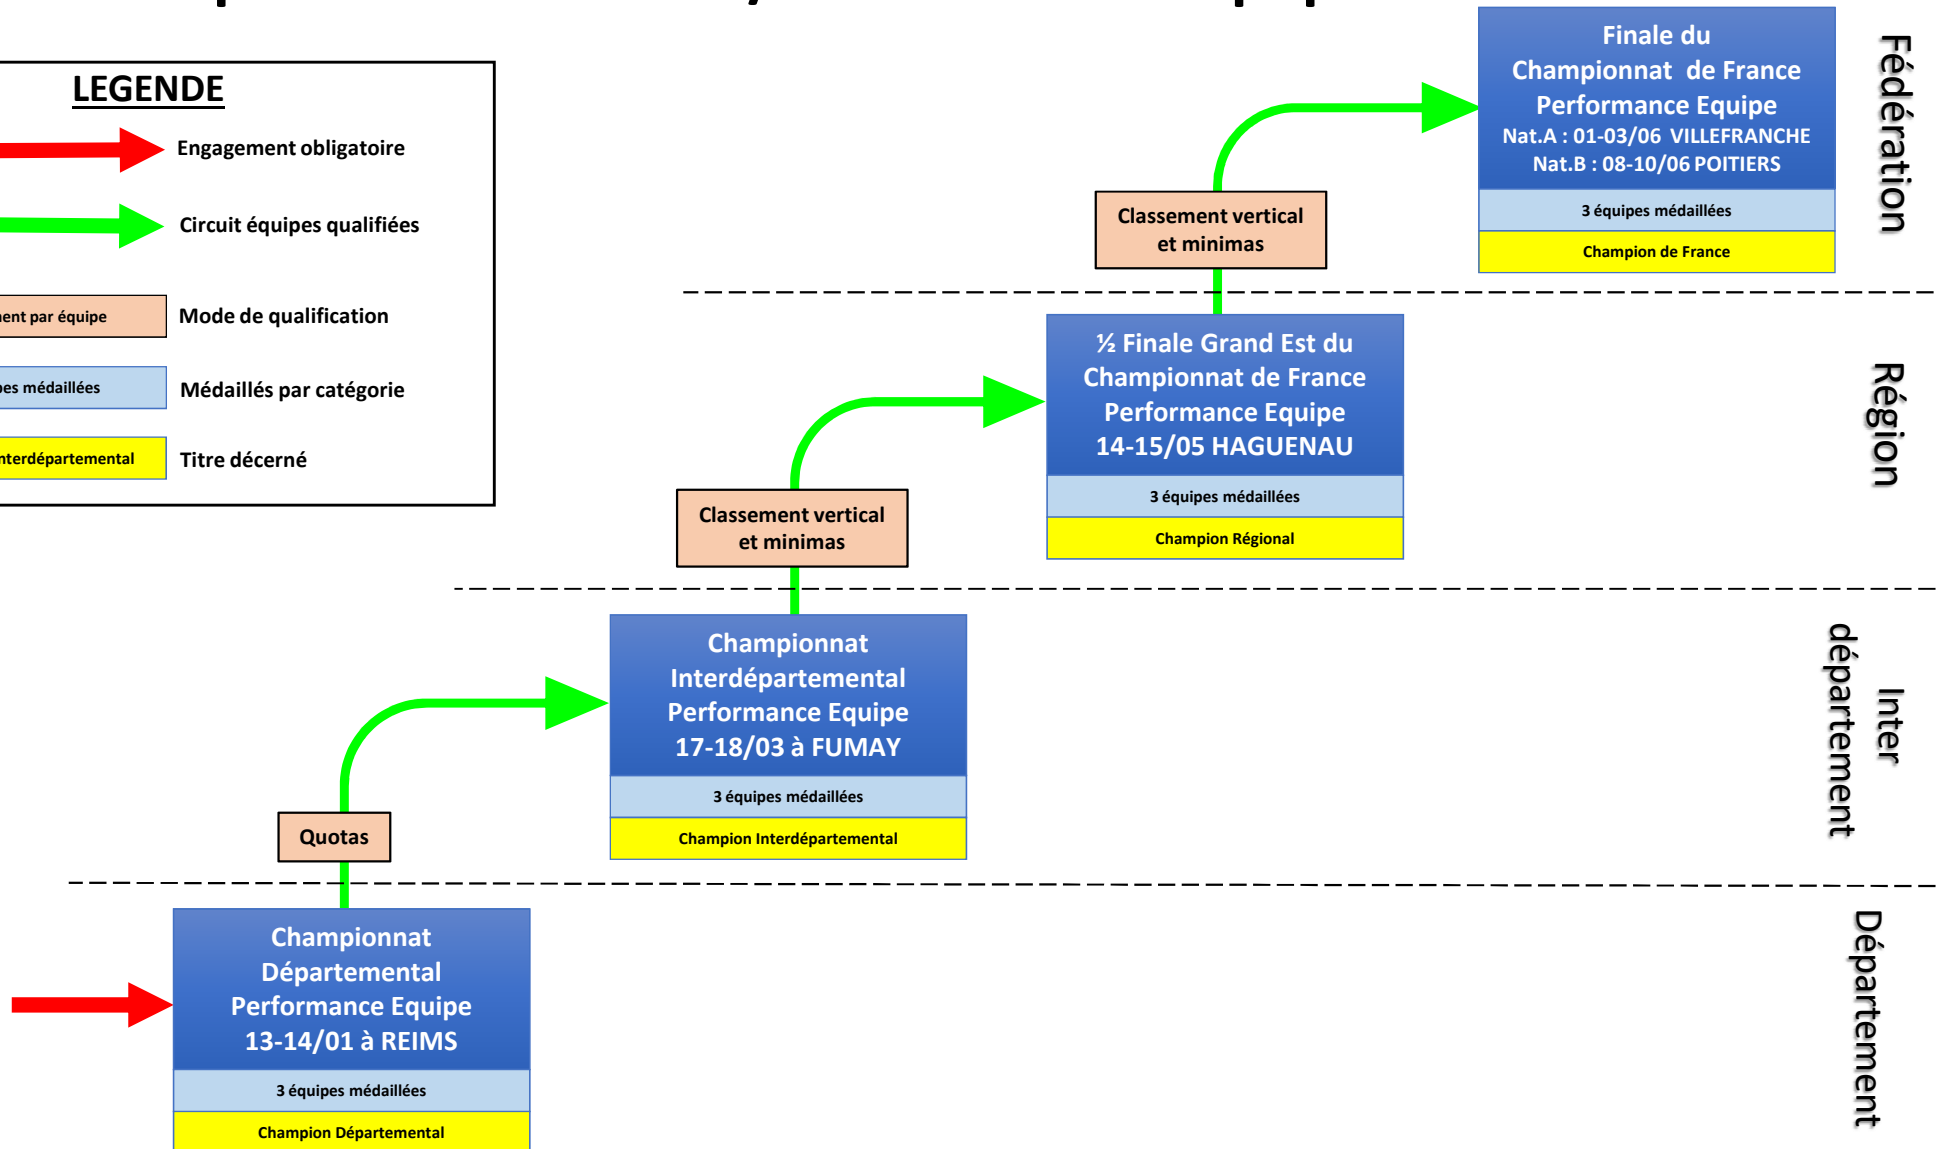 LEGENDE
Engagement obligatoire
Circuit équipes qualifiées
par équipe
Mode de qualification
médaillées
Médaillés par catégorie
Titre décerné
Finale du
Championnat de France
Performance Equipe
Nat.A : 01-03/06 VILLEFRANCHE
Nat.B : 08-10/06 POITIERS
3 équipes médaillées
Champion de France
Fédération
Classement vertical
et minimas
½ Finale Grand Est du
Championnat de France
Performance Equipe
14-15/05 HAGUENAU
3 équipes médaillées
Champion Régional
Région
Classement vertical
et minimas
Championnat
Interdépartemental
Performance Equipe
17-18/03 à FUMAY
3 équipes médaillées
Champion Interdépartemental
Inter
département
Quotas
Championnat
Départemental
Performance Equipe
13-14/01 à REIMS
3 équipes médaillées
Champion Départemental
Département